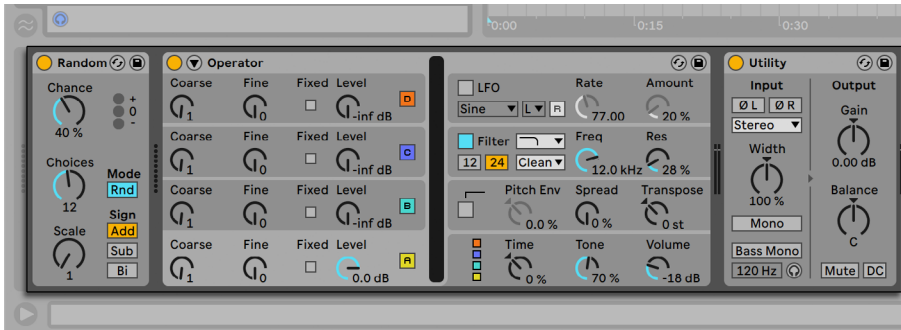 0:00 0:15 0:30
Random
Chance
40 %
+
0
-
Choices
12
Mode
Rnd
Scale
1
Sign
Add
Sub
Bi
Operator
Coarse Fine Fixed Level
1 0 -inf dB D
Coarse Fine Fixed Level
1 0 -inf dB C
Coarse Fine Fixed Level
1 0 -inf dB B
Coarse Fine Fixed Level
1 0 0.0 dB A
LFO Rate Amount
Sine L R 77.00 20 %
Filter Freq Res
12 24 Clean 12.0 kHz 28 %
Pitch Env Spread Transpose
0.0 % 0 % 0 st
Time Tone Volume
0 % 70 % -18 dB
Utility
Input
Ø L Ø R
Stereo
Width
100 %
Mono
Bass Mono
120 Hz
Output
Gain
0.00 dB
Balance
C
Mute DC